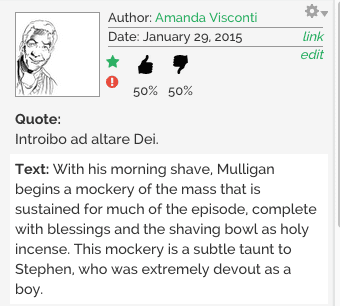 Author: Amanda Visconti
Date: January 29, 2015
link
edit
50% 50%
Quote:
Introibo ad altare Dei.
Text: With his morning shave, Mulligan
begins a mockery of the mass that is
sustained for much of the episode, complete
with blessings and the shaving bowl as holy
incense. This mockery is a subtle taunt to
Stephen, who was extremely devout as a
boy.